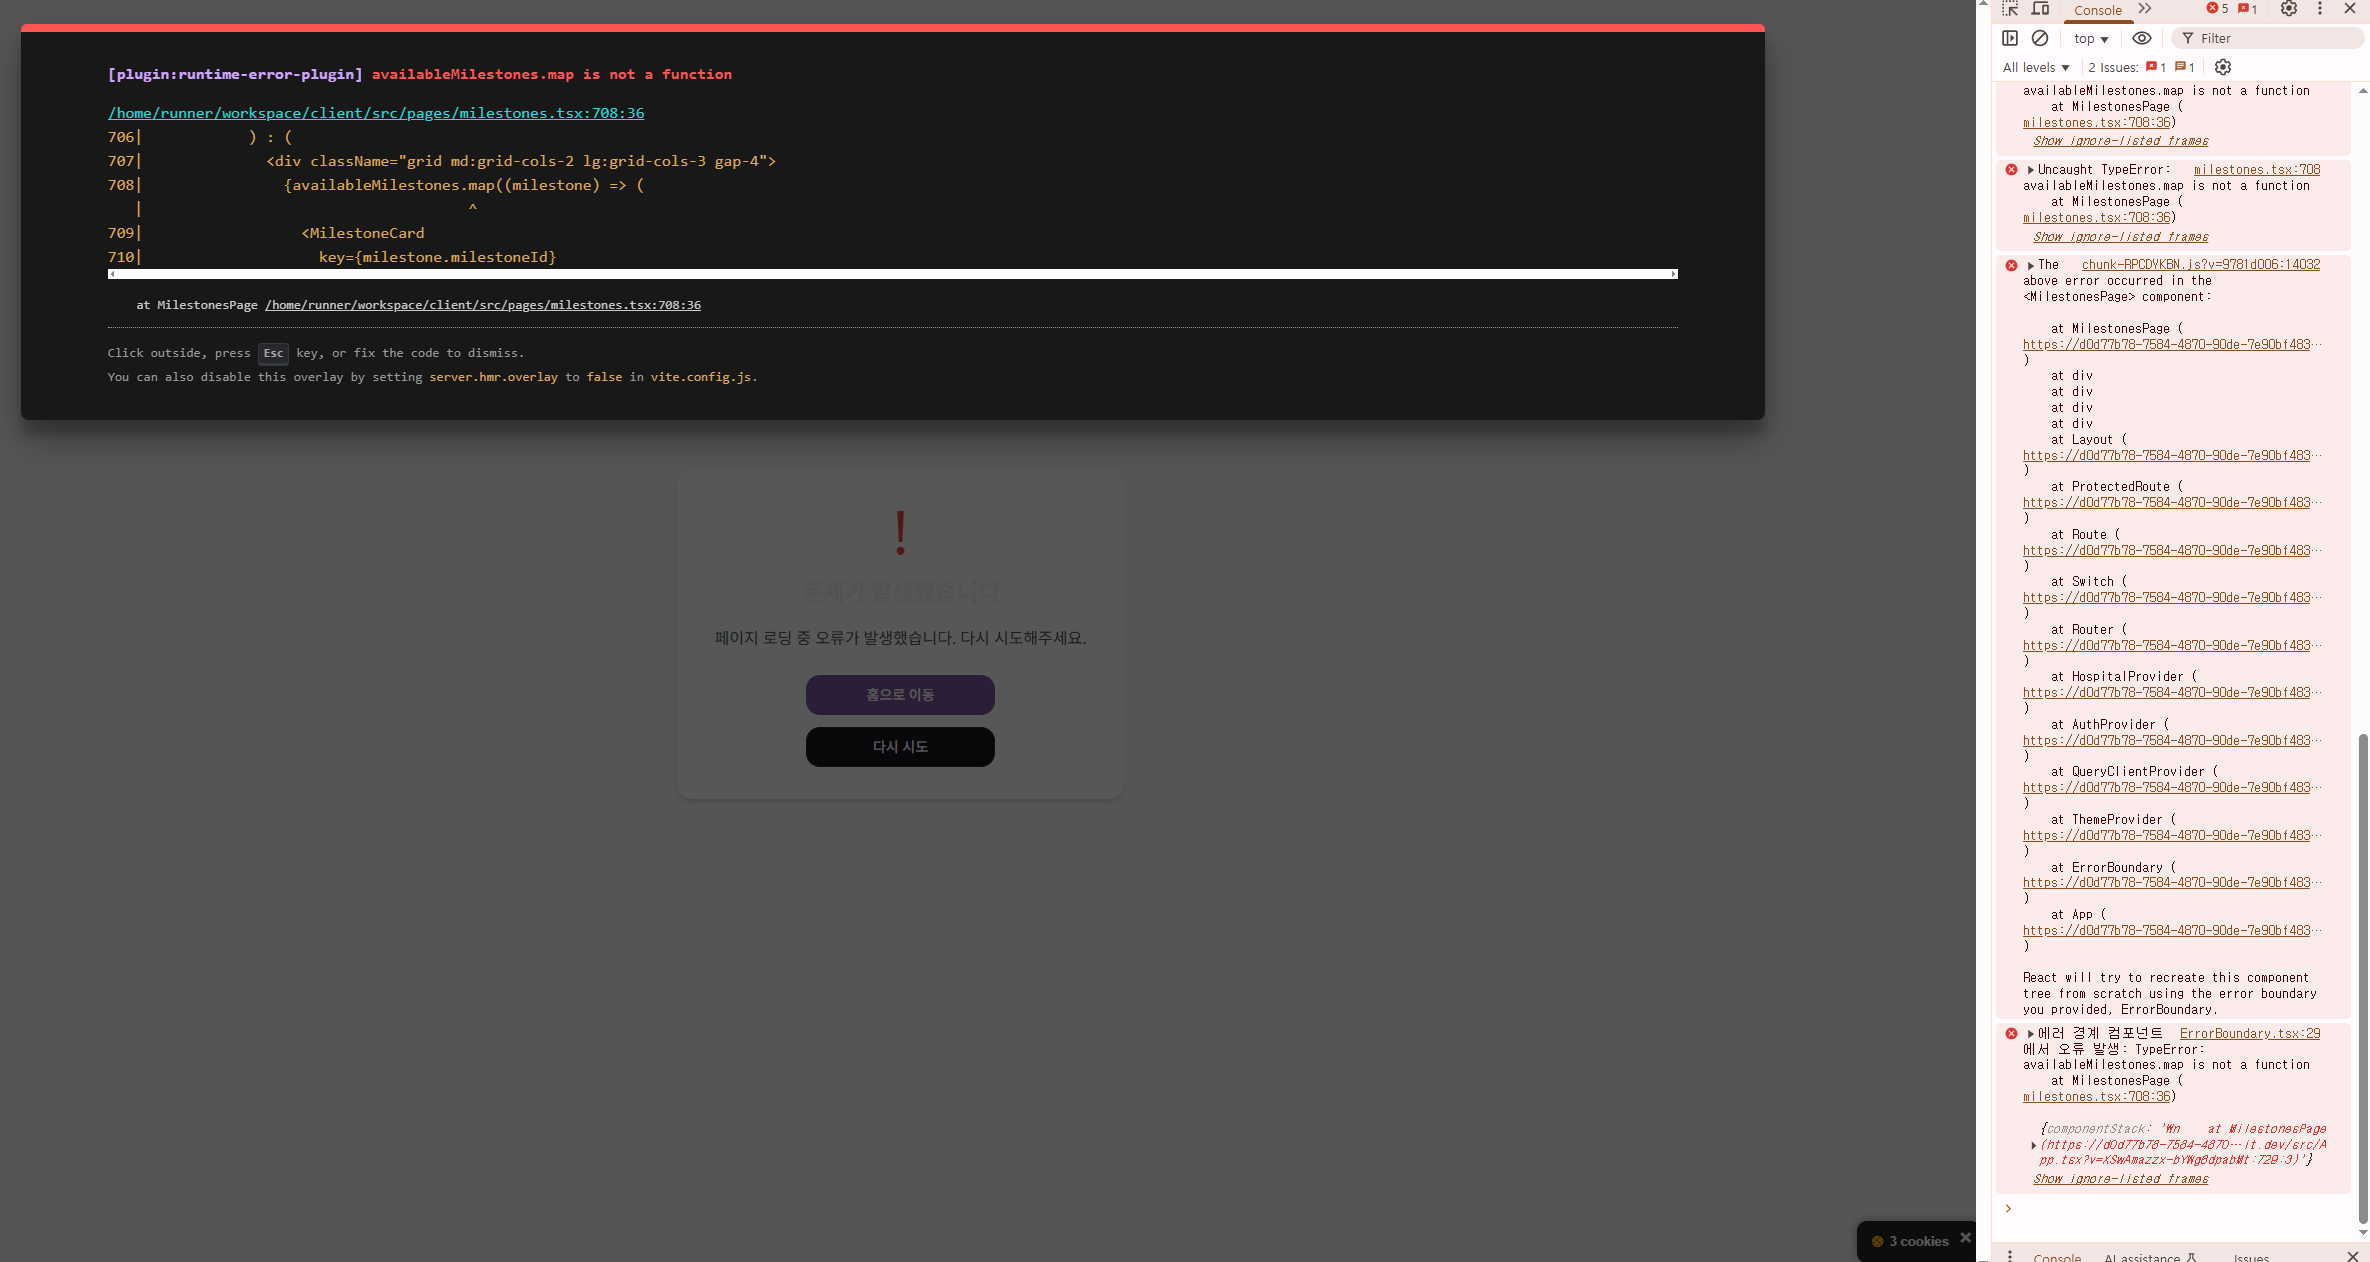 [plugin:runtime-error-plugin] availableMilestones.map is not a function
/home/runner/workspace/client/src/pages/milestones.tsx:708:36
706|            ) : (
707|              <div className="grid md:grid-cols-2 lg:grid-cols-3 gap-4">
708|                {availableMilestones.map((milestone) => (
   |                                     ^
709|                  <MilestoneCard
710|                    key={milestone.milestoneId}
at MilestonesPage /home/runner/workspace/client/src/pages/milestones.tsx:708:36
Click outside, press Esc key, or fix the code to dismiss.
You can also disable this overlay by setting server.hmr.overlay to false in vite.config.js.
문제가 발생했습니다
페이지 로딩 중 오류가 발생했습니다. 다시 시도해주세요.
홈으로 이동
다시 시도
3 cookies
Console 5 1
top Filter
All levels 2 Issues: 1 1
availableMilestones.map is not a function
at MilestonesPage (
milestones.tsx:708:36)
Show ignore-listed frames
Uncaught TypeError: milestones.tsx:708
availableMilestones.map is not a function
at MilestonesPage (
milestones.tsx:708:36)
Show ignore-listed frames
The chunk-RPCDYKBN.js?v=9781d006:14032
above error occurred in the
<MilestonesPage> component:
at MilestonesPage (
https://d0d77b78-7584-4870-90de-7e90bf483…
)
at div
at div
at div
at div
at Layout (
https://d0d77b78-7584-4870-90de-7e90bf483…
)
at ProtectedRoute (
https://d0d77b78-7584-4870-90de-7e90bf483…
)
at Route (
https://d0d77b78-7584-4870-90de-7e90bf483…
)
at Switch (
https://d0d77b78-7584-4870-90de-7e90bf483…
)
at Router (
https://d0d77b78-7584-4870-90de-7e90bf483…
)
at HospitalProvider (
https://d0d77b78-7584-4870-90de-7e90bf483…
)
at AuthProvider (
https://d0d77b78-7584-4870-90de-7e90bf483…
)
at QueryClientProvider (
https://d0d77b78-7584-4870-90de-7e90bf483…
)
at ThemeProvider (
https://d0d77b78-7584-4870-90de-7e90bf483…
)
at ErrorBoundary (
https://d0d77b78-7584-4870-90de-7e90bf483…
)
at App (
https://d0d77b78-7584-4870-90de-7e90bf483…
)
React will try to recreate this component
tree from scratch using the error boundary
you provided, ErrorBoundary.
에러 경계 컴포넌트 ErrorBoundary.tsx:29
에서 오류 발생: TypeError:
availableMilestones.map is not a function
at MilestonesPage (
milestones.tsx:708:36)
{componentStack: '₩n    at MilestonesPage
(https://d0d77b78-7584-4870…it.dev/src/A
pp.tsx?v=XSwAmazzx-bYWg6dpabMt:729:3)'}
Show ignore-listed frames
Console AI assistance Issues